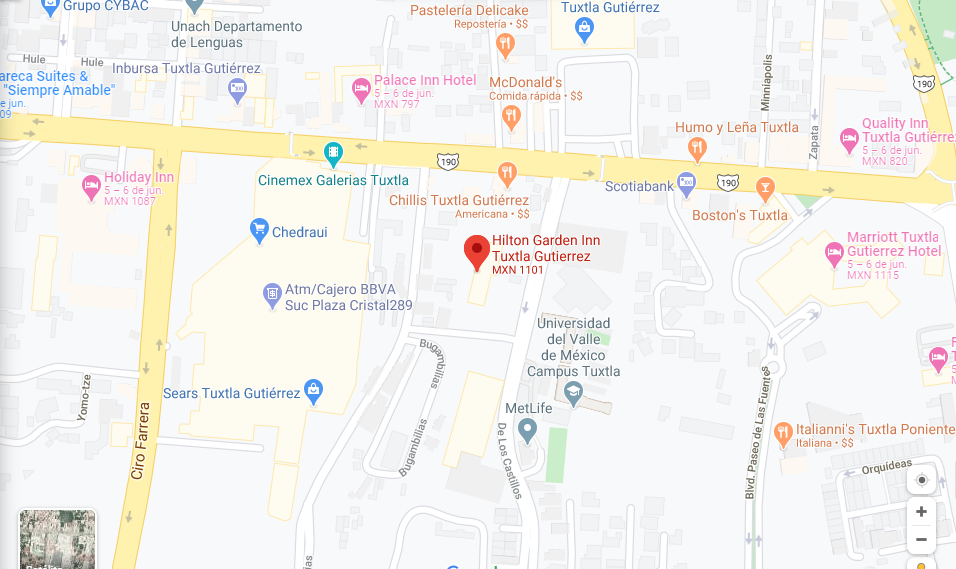 Grupo CYBAC
Unach Departamento
de Lenguas
Pastelería Delicake
Repostería • $$
Tuxtla Gutiérrez
Hule
Hule
Inbursa Tuxtla Gutiérrez
areca Suites &
"Siempre Amable"
de jun.
09
Palace Inn Hotel
5 – 6 de jun.
MXN 797
McDonald's
Comida rápida • $$
Minniapolis
190
Humo y Leña Tuxtla
Zapata
Quality Inn
Tuxtla Gutiérrez
5 – 6 de jun.
MXN 820
190
Holiday Inn
5 – 6 de jun.
MXN 1087
Cinemex Galerias Tuxtla
Chillis Tuxtla Gutiérrez
Americana • $$
Scotiabank
190
Boston's Tuxtla
Chedraui
Hilton Garden Inn
Tuxtla Gutierrez
MXN 1101
Marriott Tuxtla
Gutierrez Hotel
5 – 6 de jun.
MXN 1115
Atm/Cajero BBVA
Suc Plaza Cristal289
Universidad
del Valle
de México
Campus Tuxtla
Bugambilias
Yomo-tze
Sears Tuxtla Gutiérrez
MetLife
Ciro Farrera
Bugambilias
De Los Castillos
Blvd. Paseo de Las Fuentes
Italianni's Tuxtla Poniente
Italiana • $$
Orquídeas